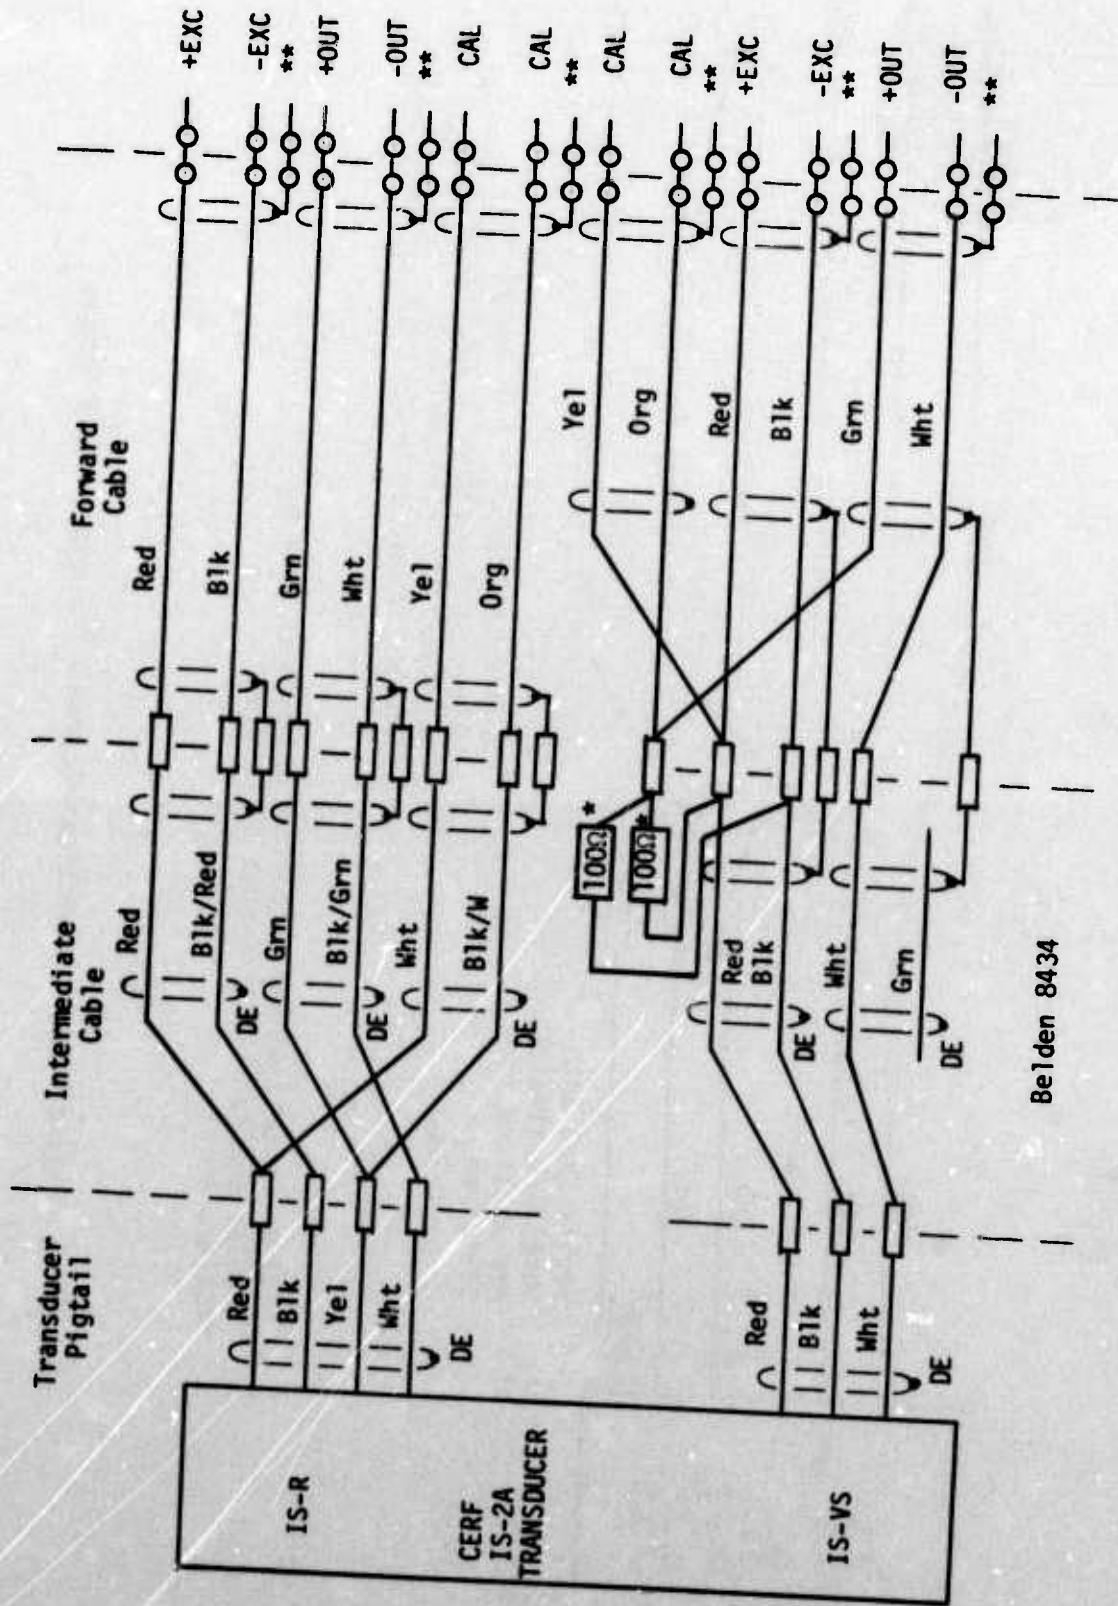 +EXC
-EXC
**
+OUT
-OUT
**
CAL
CAL
**
CAL
CAL
**
+EXC
-EXC
**
+OUT
-OUT
**
Forward
Cable
Red
Blk
Grn
Wht
Yel
Org
Yel
Org
Red
Blk
Grn
Wht
Intermediate
Cable
Red
Blk/Red
Grn
Blk/Grn
Wht
Blk/W
DE
DE
DE
100Ω *
100Ω *
Red
Blk
Wht
Grn
DE
DE
Belden 8434
Transducer
Pigtail
Red
Blk
Yel
Wht
DE
Red
Blk
Wht
DE
IS-R
CERF
IS-2A
TRANSDUCER
IS-VS